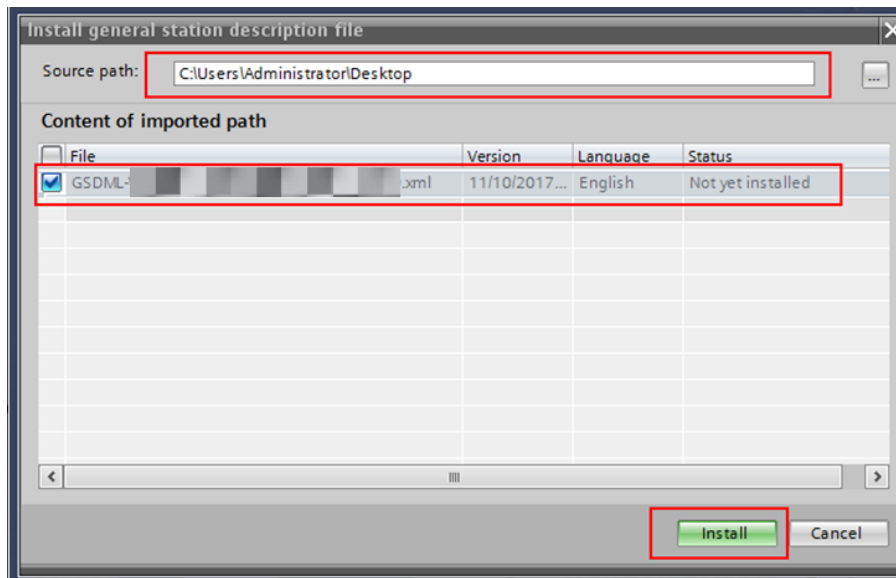 Install general station description file
Source path: C:\Users\Administrator\Desktop ...
Content of imported path
File Version Language Status
GSDML- .xml 11/10/2017... English Not yet installed
Install Cancel